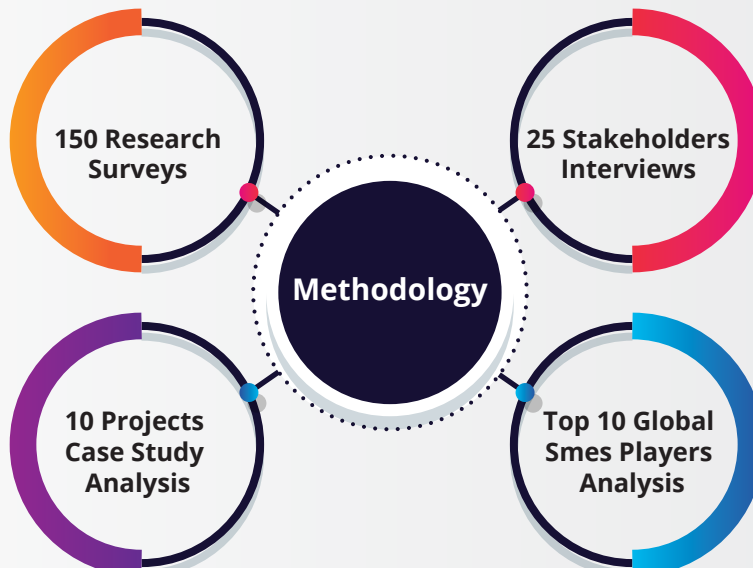 150 Research
Surveys
25 Stakeholders
Interviews
Methodology
10 Projects
Case Study
Analysis
Top 10 Global
Smes Players
Analysis